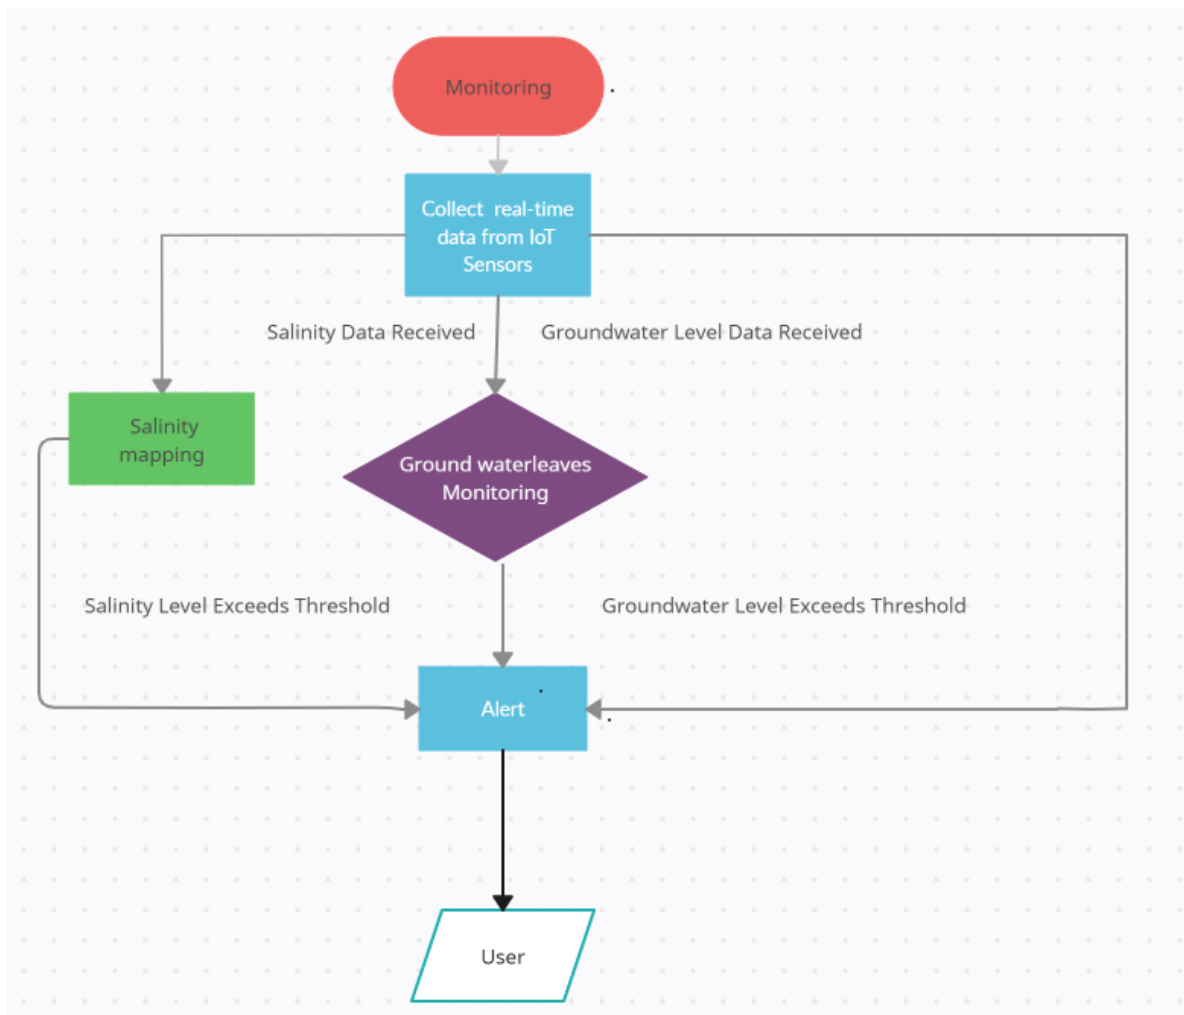 Monitoring
Collect real-time
data from IoT
Sensors
Salinity Data Received
Groundwater Level Data Received
Salinity
mapping
Ground waterleaves
Monitoring
Salinity Level Exceeds Threshold
Groundwater Level Exceeds Threshold
Alert
User